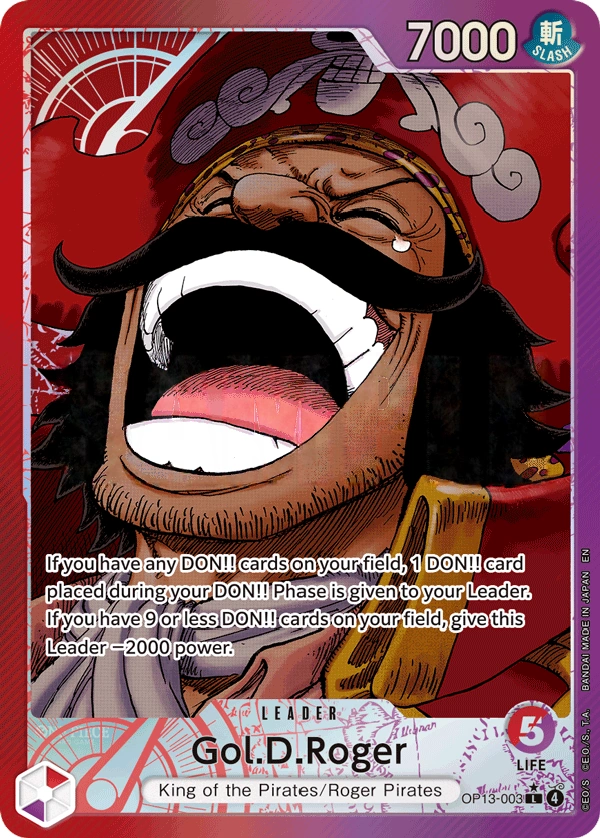 7000
斬
SLASH
If you have any DON!! cards on your field, 1 DON!! card
placed during your DON!! Phase is given to your Leader.
If you have 9 or less DON!! cards on your field, give this
Leader −2000 power.
LEADER
Gol.D.Roger
King of the Pirates/Roger Pirates
5
LIFE
OP13-003 L 4
©E.O/S ©E.O./S., T.A. BANDAI MADE IN JAPAN EN